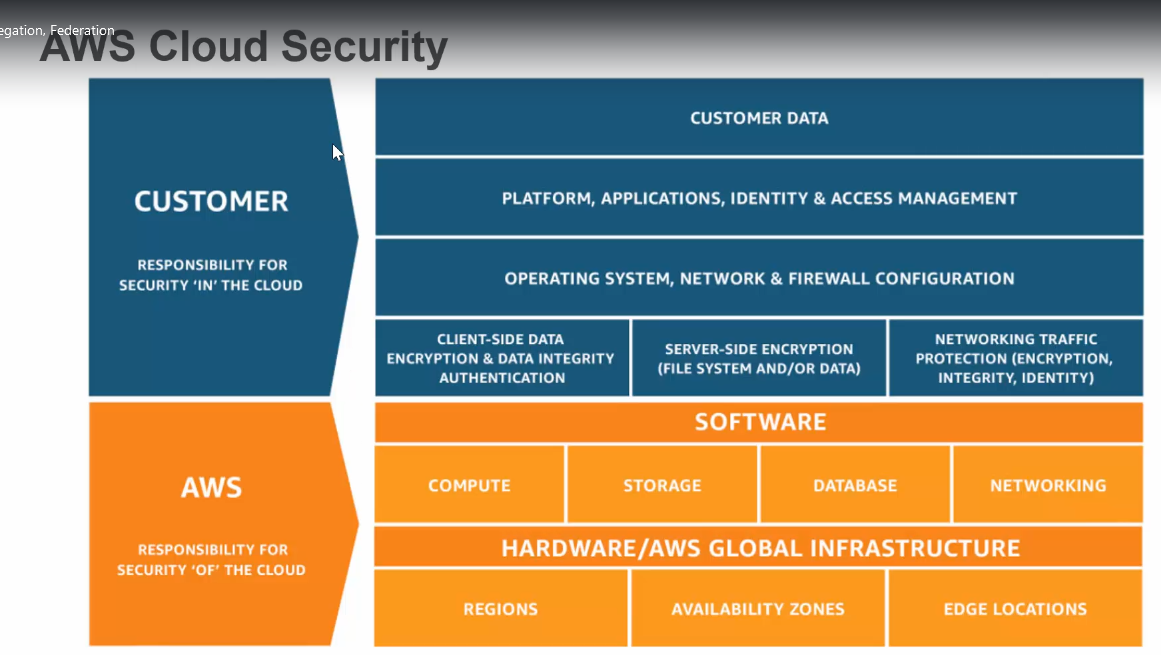 egation, Federation
AWS Cloud Security
CUSTOMER
RESPONSIBILITY FOR
SECURITY ‘IN’ THE CLOUD
CUSTOMER DATA
PLATFORM, APPLICATIONS, IDENTITY & ACCESS MANAGEMENT
OPERATING SYSTEM, NETWORK & FIREWALL CONFIGURATION
CLIENT-SIDE DATA
ENCRYPTION & DATA INTEGRITY
AUTHENTICATION
SERVER-SIDE ENCRYPTION
(FILE SYSTEM AND/OR DATA)
NETWORKING TRAFFIC
PROTECTION (ENCRYPTION,
INTEGRITY, IDENTITY)
AWS
RESPONSIBILITY FOR
SECURITY ‘OF’ THE CLOUD
SOFTWARE
COMPUTE
STORAGE
DATABASE
NETWORKING
HARDWARE/AWS GLOBAL INFRASTRUCTURE
REGIONS
AVAILABILITY ZONES
EDGE LOCATIONS